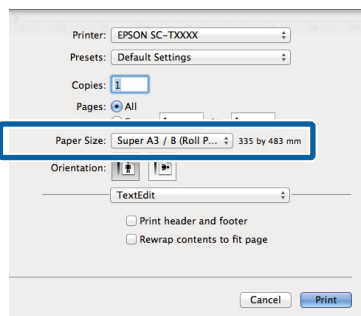 Printer: EPSON SC-TXXXX
Presets: Default Settings
Copies: 1
Pages: All
Paper Size: Super A3 / B (Roll P... 335 by 483 mm
Orientation:
TextEdit
Print header and footer
Rewrap contents to fit page
Cancel Print